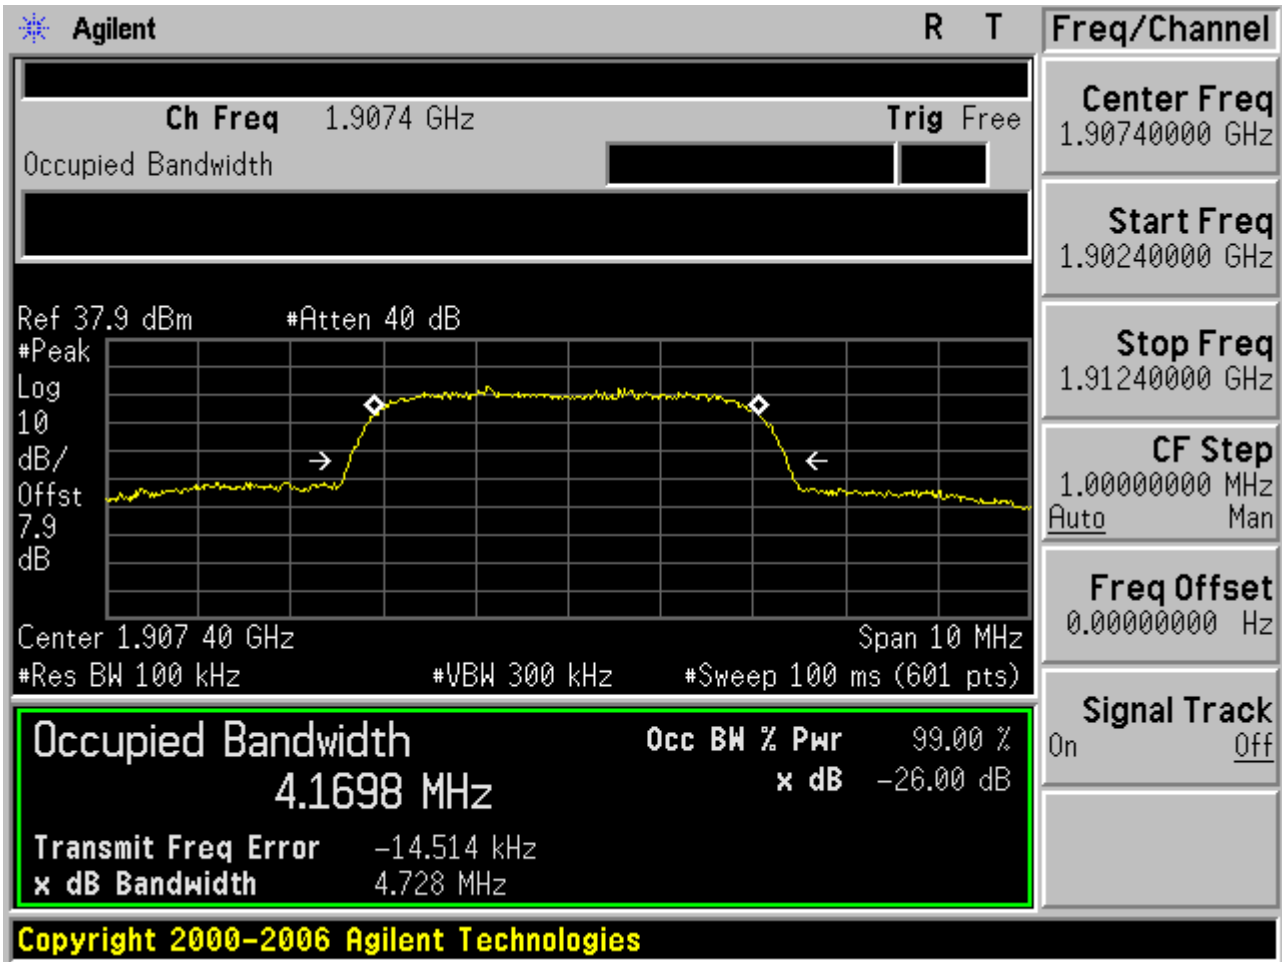 Agilent R T
Ch Freq 1.9074 GHz Trig Free
Occupied Bandwidth
Ref 37.9 dBm #Atten 40 dB
#Peak
Log
10
dB/
Offst
7.9
dB
Center 1.907 40 GHz Span 10 MHz
#Res BW 100 kHz #VBW 300 kHz #Sweep 100 ms (601 pts)
Occupied Bandwidth Occ BW % Pwr 99.00 %
4.1698 MHz x dB -26.00 dB
Transmit Freq Error -14.514 kHz
x dB Bandwidth 4.728 MHz
Copyright 2000-2006 Agilent Technologies
Freq/Channel
Center Freq
1.90740000 GHz
Start Freq
1.90240000 GHz
Stop Freq
1.91240000 GHz
CF Step
1.00000000 MHz
Auto Man
Freq Offset
0.00000000 Hz
Signal Track
On Off